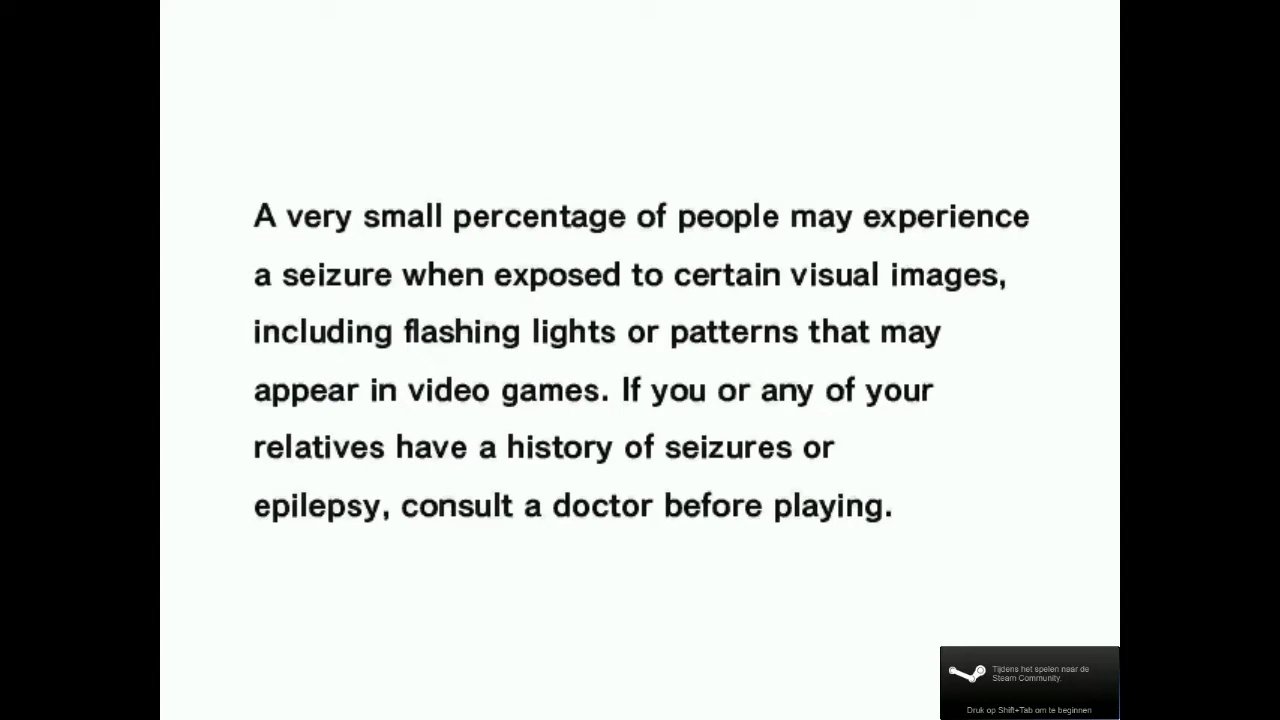 A very small percentage of people may experience
a seizure when exposed to certain visual images,
including flashing lights or patterns that may
appear in video games. If you or any of your
relatives have a history of seizures or
epilepsy, consult a doctor before playing.
Tijdens het spelen naar de
Steam Community.
Druk op Shift+Tab om te beginnen